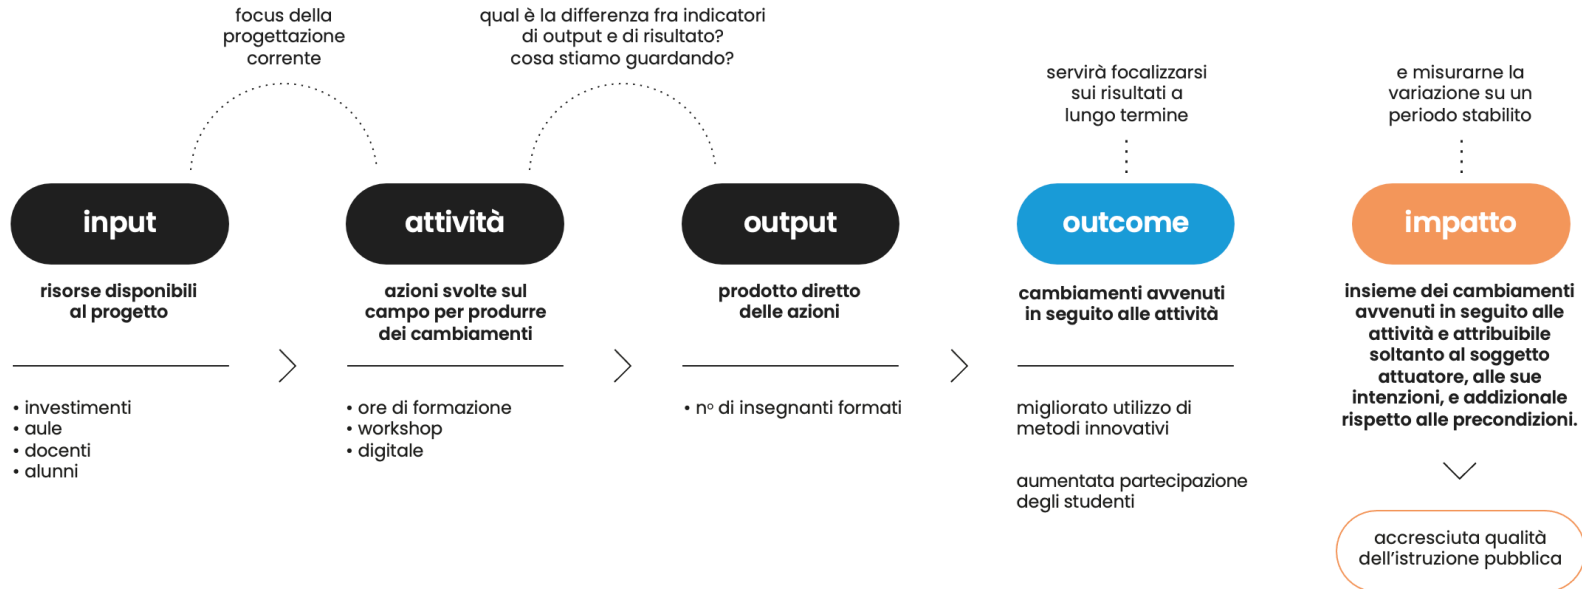 focus della
progettazione
corrente
qual è la differenza fra indicatori
di output e di risultato?
cosa stiamo guardando?
servirà focalizzarsi
sui risultati a
lungo termine
e misurarne la
variazione su un
periodo stabilito
input
attività
output
outcome
impatto
risorse disponibili
al progetto
azioni svolte sul
campo per produrre
dei cambiamenti
prodotto diretto
delle azioni
cambiamenti avvenuti
in seguito alle attività
insieme dei cambiamenti
avvenuti in seguito alle
attività e attribuibile
soltanto al soggetto
attuatore, alle sue
intenzioni, e addizionale
rispetto alle precondizioni.
• investimenti
• aule
• docenti
• alunni
• ore di formazione
• workshop
• digitale
• nº di insegnanti formati
migliorato utilizzo di
metodi innovativi
aumentata partecipazione
degli studenti
accresciuta qualità
dell'istruzione pubblica